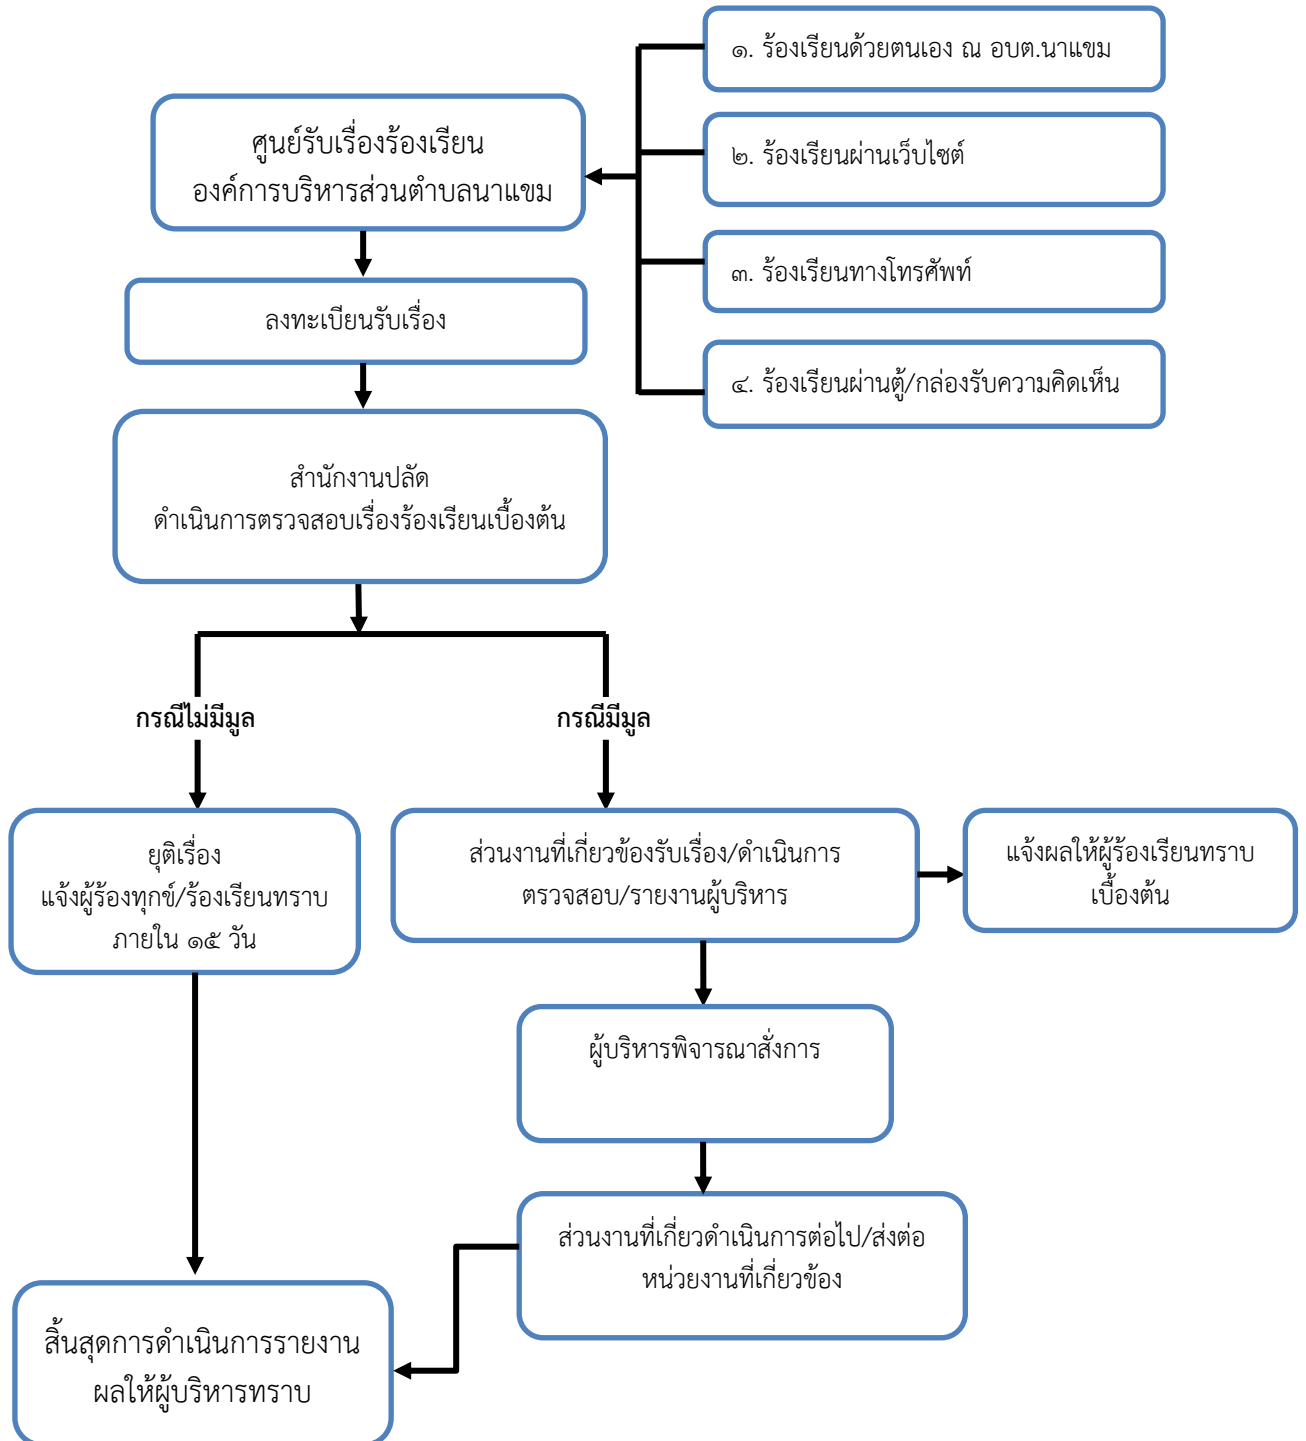 ๑. ร้องเรียนด้วยตนเอง ณ อบต.นาแขม
ศูนย์รับเรื่องร้องเรียน
องค์การบริหารส่วนตำบลนาแขม
๒. ร้องเรียนผ่านเว็บไซต์
๓. ร้องเรียนทางโทรศัพท์
ลงทะเบียนรับเรื่อง
๔. ร้องเรียนผ่านตู้/กล่องรับความคิดเห็น
สำนักงานปลัด
ดำเนินการตรวจสอบเรื่องร้องเรียนเบื้องต้น
กรณีไม่มีมูล
กรณีมีมูล
ยุติเรื่อง
แจ้งผู้ร้องทุกข์/ร้องเรียนทราบ
ภายใน ๑๕ วัน
ส่วนงานที่เกี่ยวข้องรับเรื่อง/ดำเนินการ
ตรวจสอบ/รายงานผู้บริหาร
แจ้งผลให้ผู้ร้องเรียนทราบ
เบื้องต้น
ผู้บริหารพิจารณาสั่งการ
ส่วนงานที่เกี่ยวดำเนินการต่อไป/ส่งต่อ
หน่วยงานที่เกี่ยวข้อง
สิ้นสุดการดำเนินการรายงาน
ผลให้ผู้บริหารทราบ